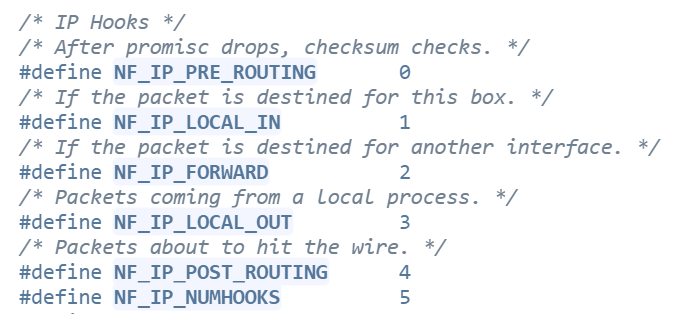 /* IP Hooks */
/* After promisc drops, checksum checks. */
#define NF_IP_PRE_ROUTING 0
/* If the packet is destined for this box. */
#define NF_IP_LOCAL_IN 1
/* If the packet is destined for another interface. */
#define NF_IP_FORWARD 2
/* Packets coming from a local process. */
#define NF_IP_LOCAL_OUT 3
/* Packets about to hit the wire. */
#define NF_IP_POST_ROUTING 4
#define NF_IP_NUMHOOKS 5